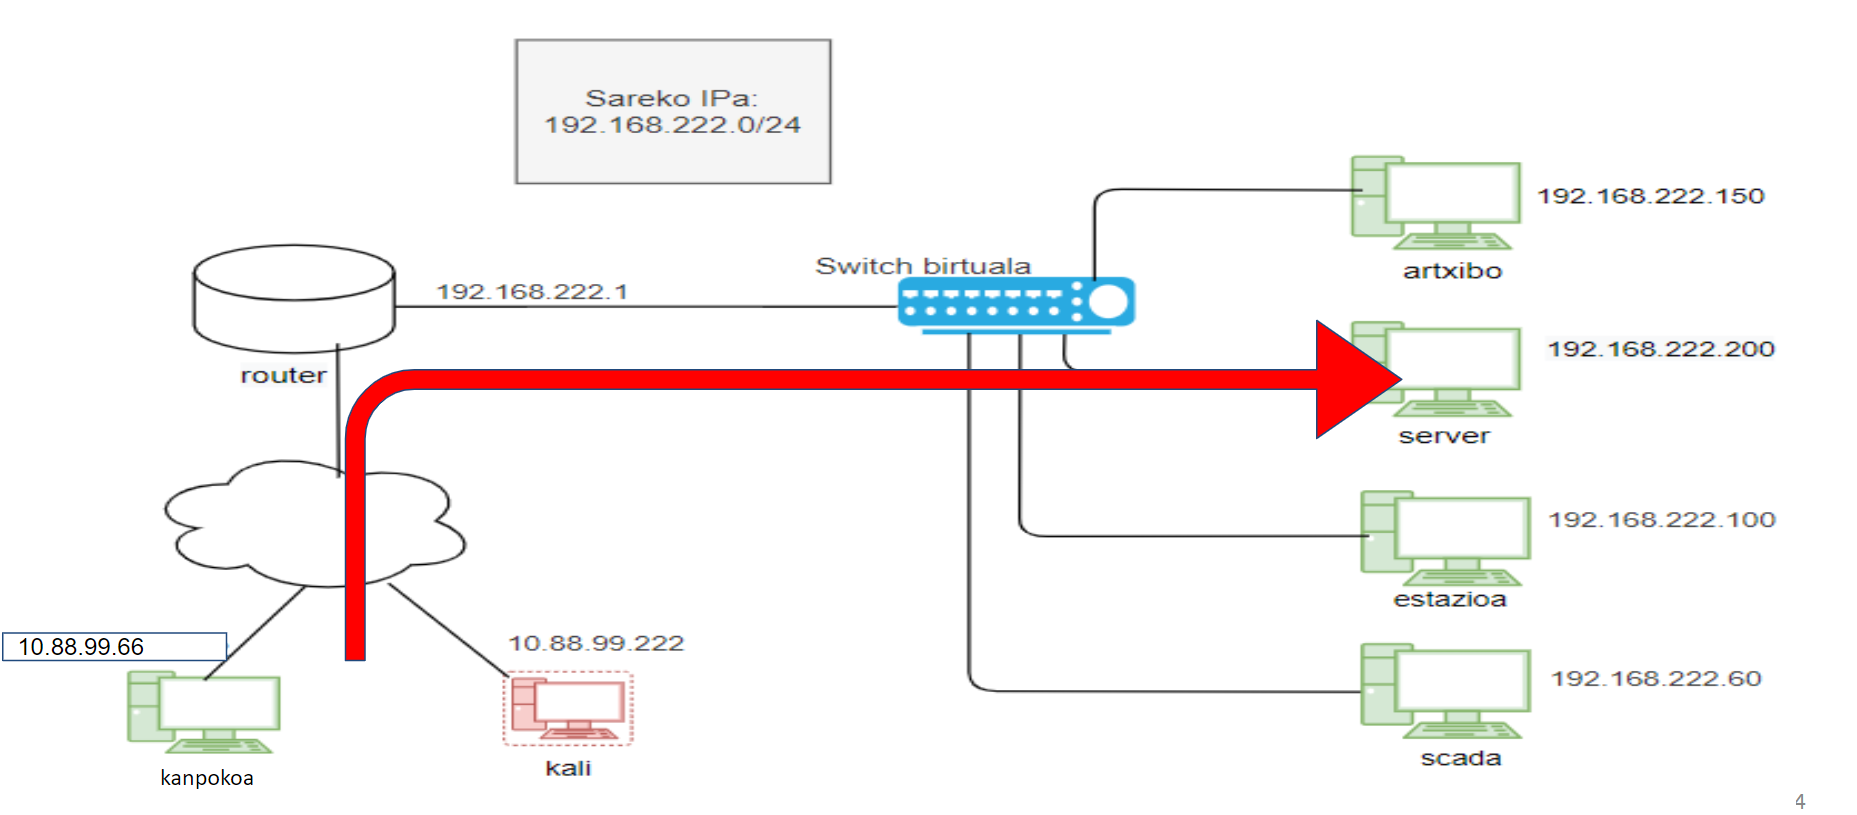 Sareko IPa:
192.168.222.0/24
192.168.222.150
artxibo
Switch birtuala
192.168.222.1
router
192.168.222.200
server
192.168.222.100
estazioa
10.88.99.66
kanpokoa
10.88.99.222
kali
192.168.222.60
scada
4